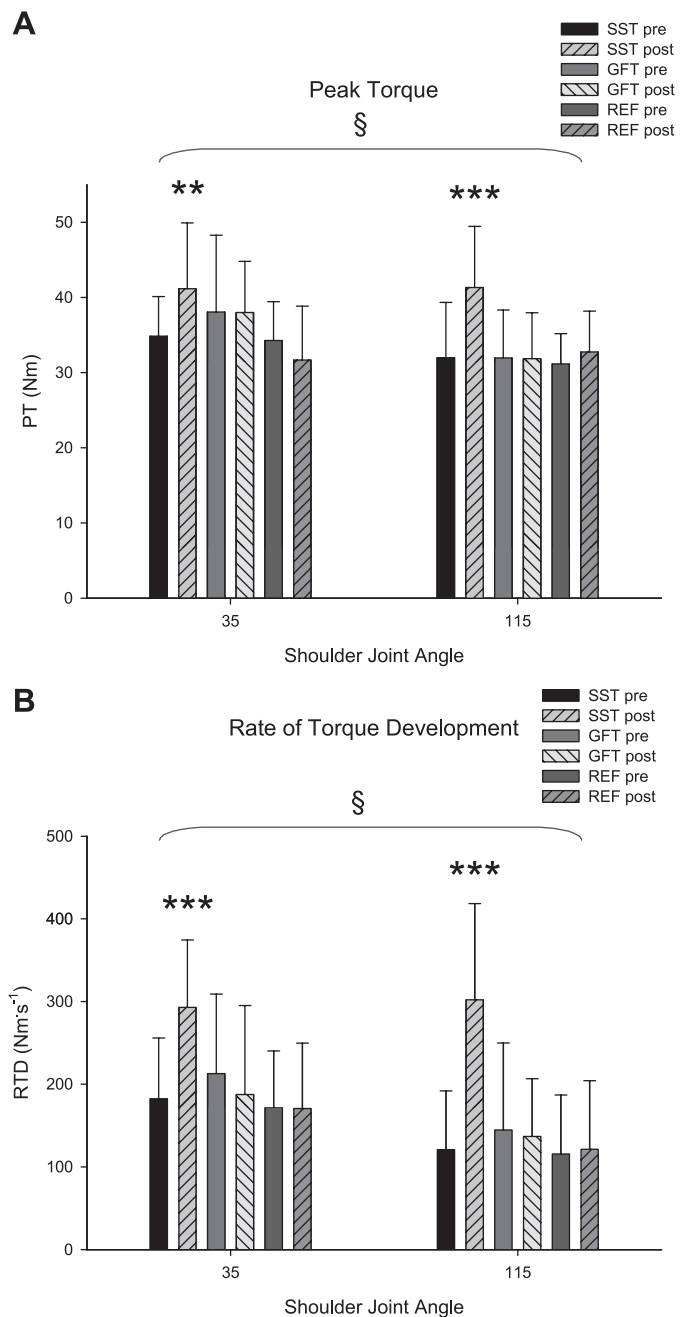 A
SST pre
SST post
GFT pre
GFT post
REF pre
REF post
Peak Torque
§
**
***
50
40
30
20
10
0
PT (Nm)
35
115
Shoulder Joint Angle
B
SST pre
SST post
GFT pre
GFT post
REF pre
REF post
Rate of Torque Development
§
***
***
500
400
300
200
100
0
RTD (Nm·s⁻¹)
35
115
Shoulder Joint Angle